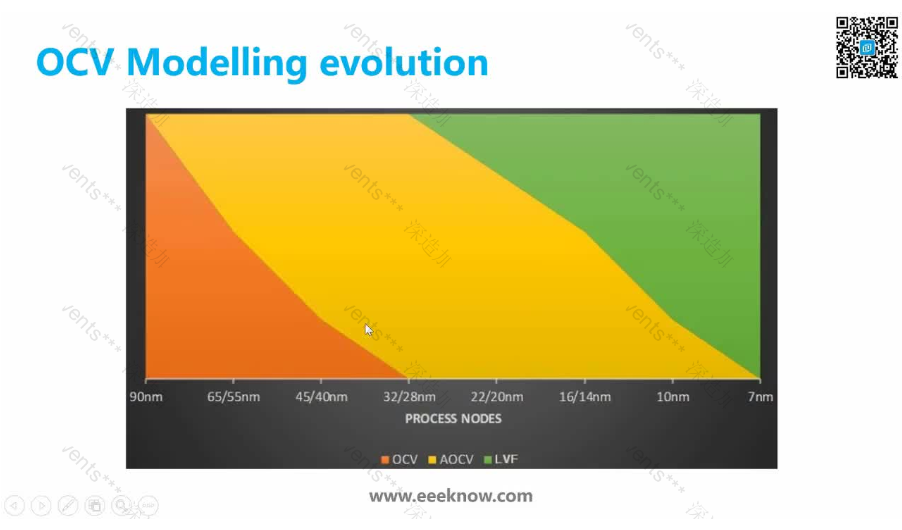 OCV Modelling evolution
90nm 65/55nm 45/40nm 32/28nm 22/20nm 16/14nm 10nm 7nm
PROCESS NODES
OCV AOCV LVF
www.eeeknow.com